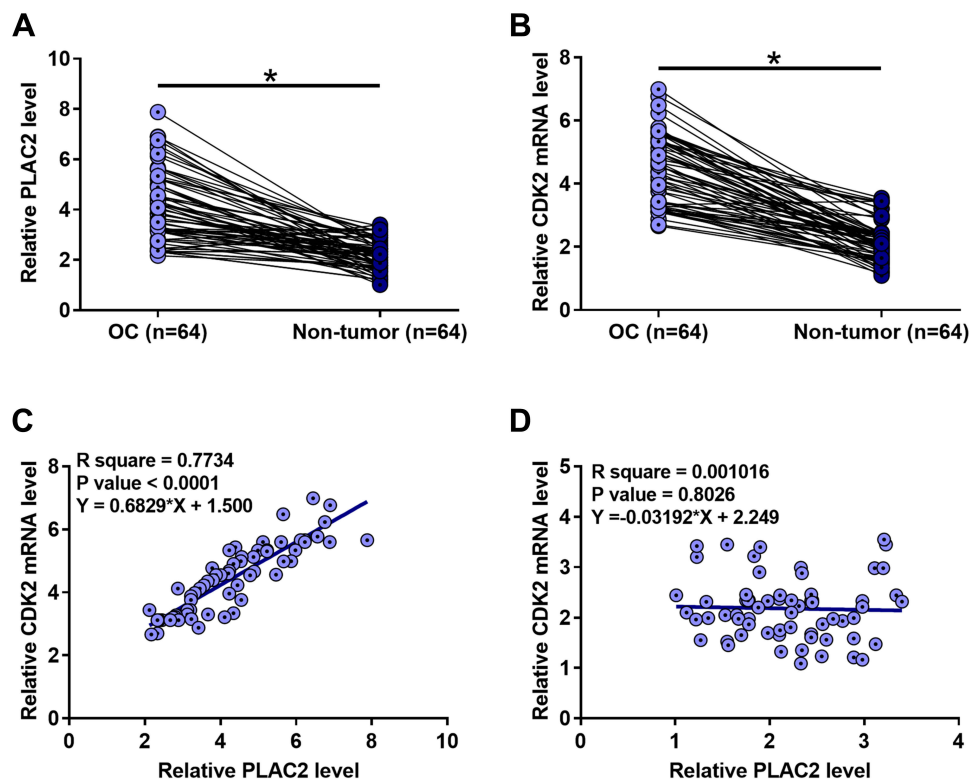 A
Relative PLAC2 level
10
8
6
4
2
0
*
OC (n=64)
Non-tumor (n=64)
B
Relative CDK2 mRNA level
8
6
4
2
0
*
OC (n=64)
Non-tumor (n=64)
C
Relative CDK2 mRNA level
8
6
4
2
0
R square = 0.7734
P value < 0.0001
Y = 0.6829*X + 1.500
0
2
4
6
8
10
Relative PLAC2 level
D
Relative CDK2 mRNA level
5
4
3
2
1
0
R square = 0.001016
P value = 0.8026
Y =-0.03192*X + 2.249
0
1
2
3
4
Relative PLAC2 level